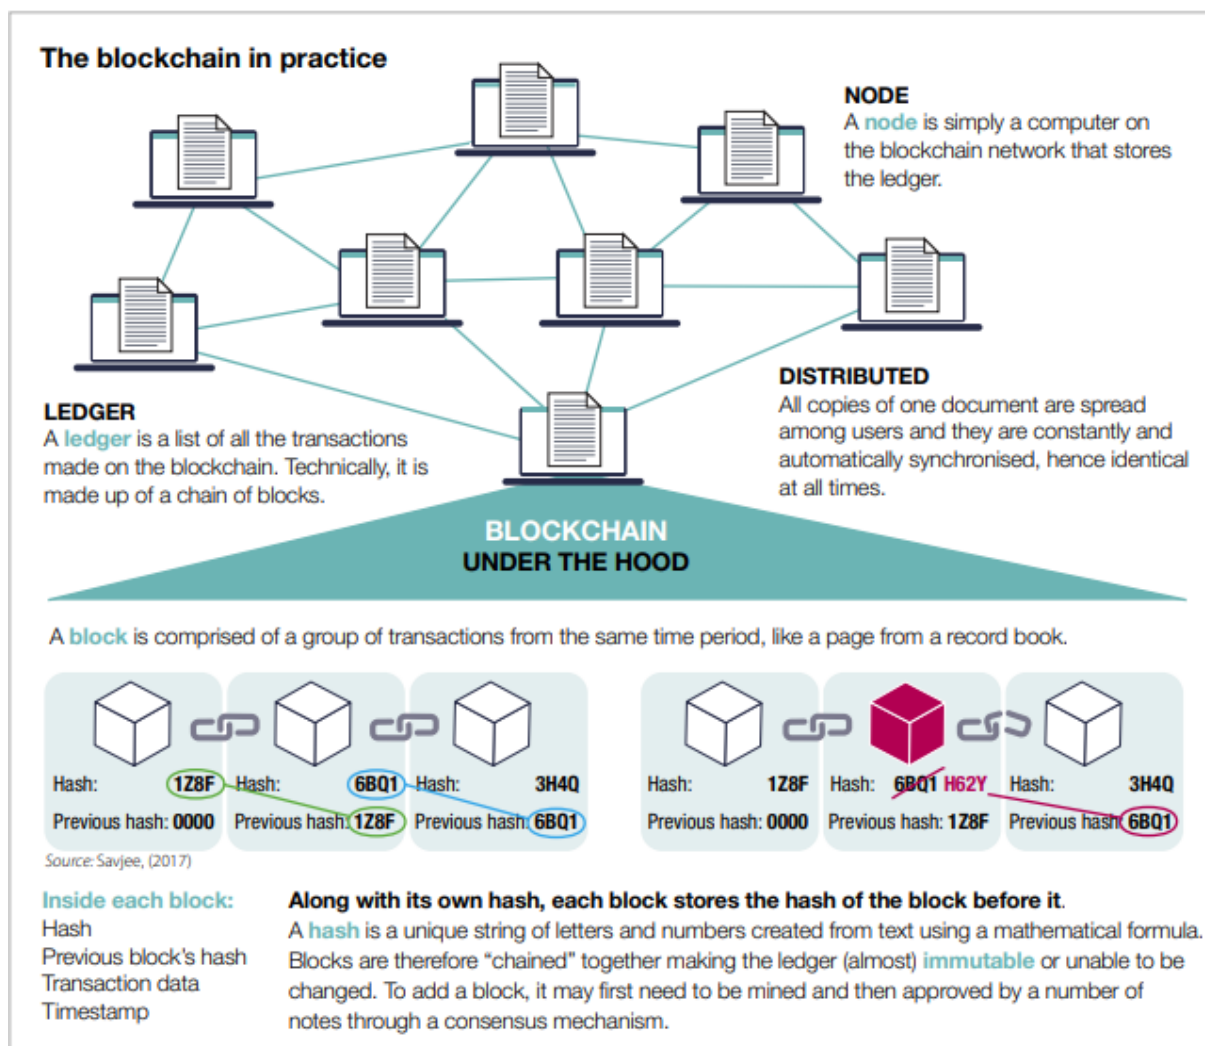 The blockchain in practice
NODE
A node is simply a computer on
the blockchain network that stores
the ledger.
LEDGER
A ledger is a list of all the transactions
made on the blockchain. Technically, it is
made up of a chain of blocks.
DISTRIBUTED
All copies of one document are spread
among users and they are constantly and
automatically synchronised, hence identical
at all times.
BLOCKCHAIN
UNDER THE HOOD
A block is comprised of a group of transactions from the same time period, like a page from a record book.
Hash: 1Z8F
Previous hash: 0000
Hash: 6BQ1
Previous hash: 1Z8F
Hash: 3H4Q
Previous hash: 6BQ1
Hash: 1Z8F
Previous hash: 0000
Hash: 6BQ1 H62Y
Previous hash: 1Z8F
Hash: 3H4Q
Previous hash: 6BQ1
Source: Savjee, (2017)
Inside each block:
Hash
Previous block's hash
Transaction data
Timestamp
Along with its own hash, each block stores the hash of the block before it.
A hash is a unique string of letters and numbers created from text using a mathematical formula.
Blocks are therefore “chained” together making the ledger (almost) immutable or unable to be
changed. To add a block, it may first need to be mined and then approved by a number of
notes through a consensus mechanism.